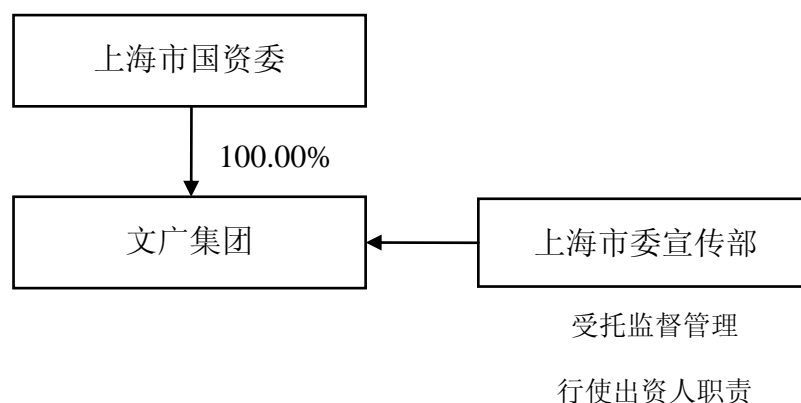 上海市国资委
100.00%
文广集团
上海市委宣传部
受托监督管理
行使出资人职责